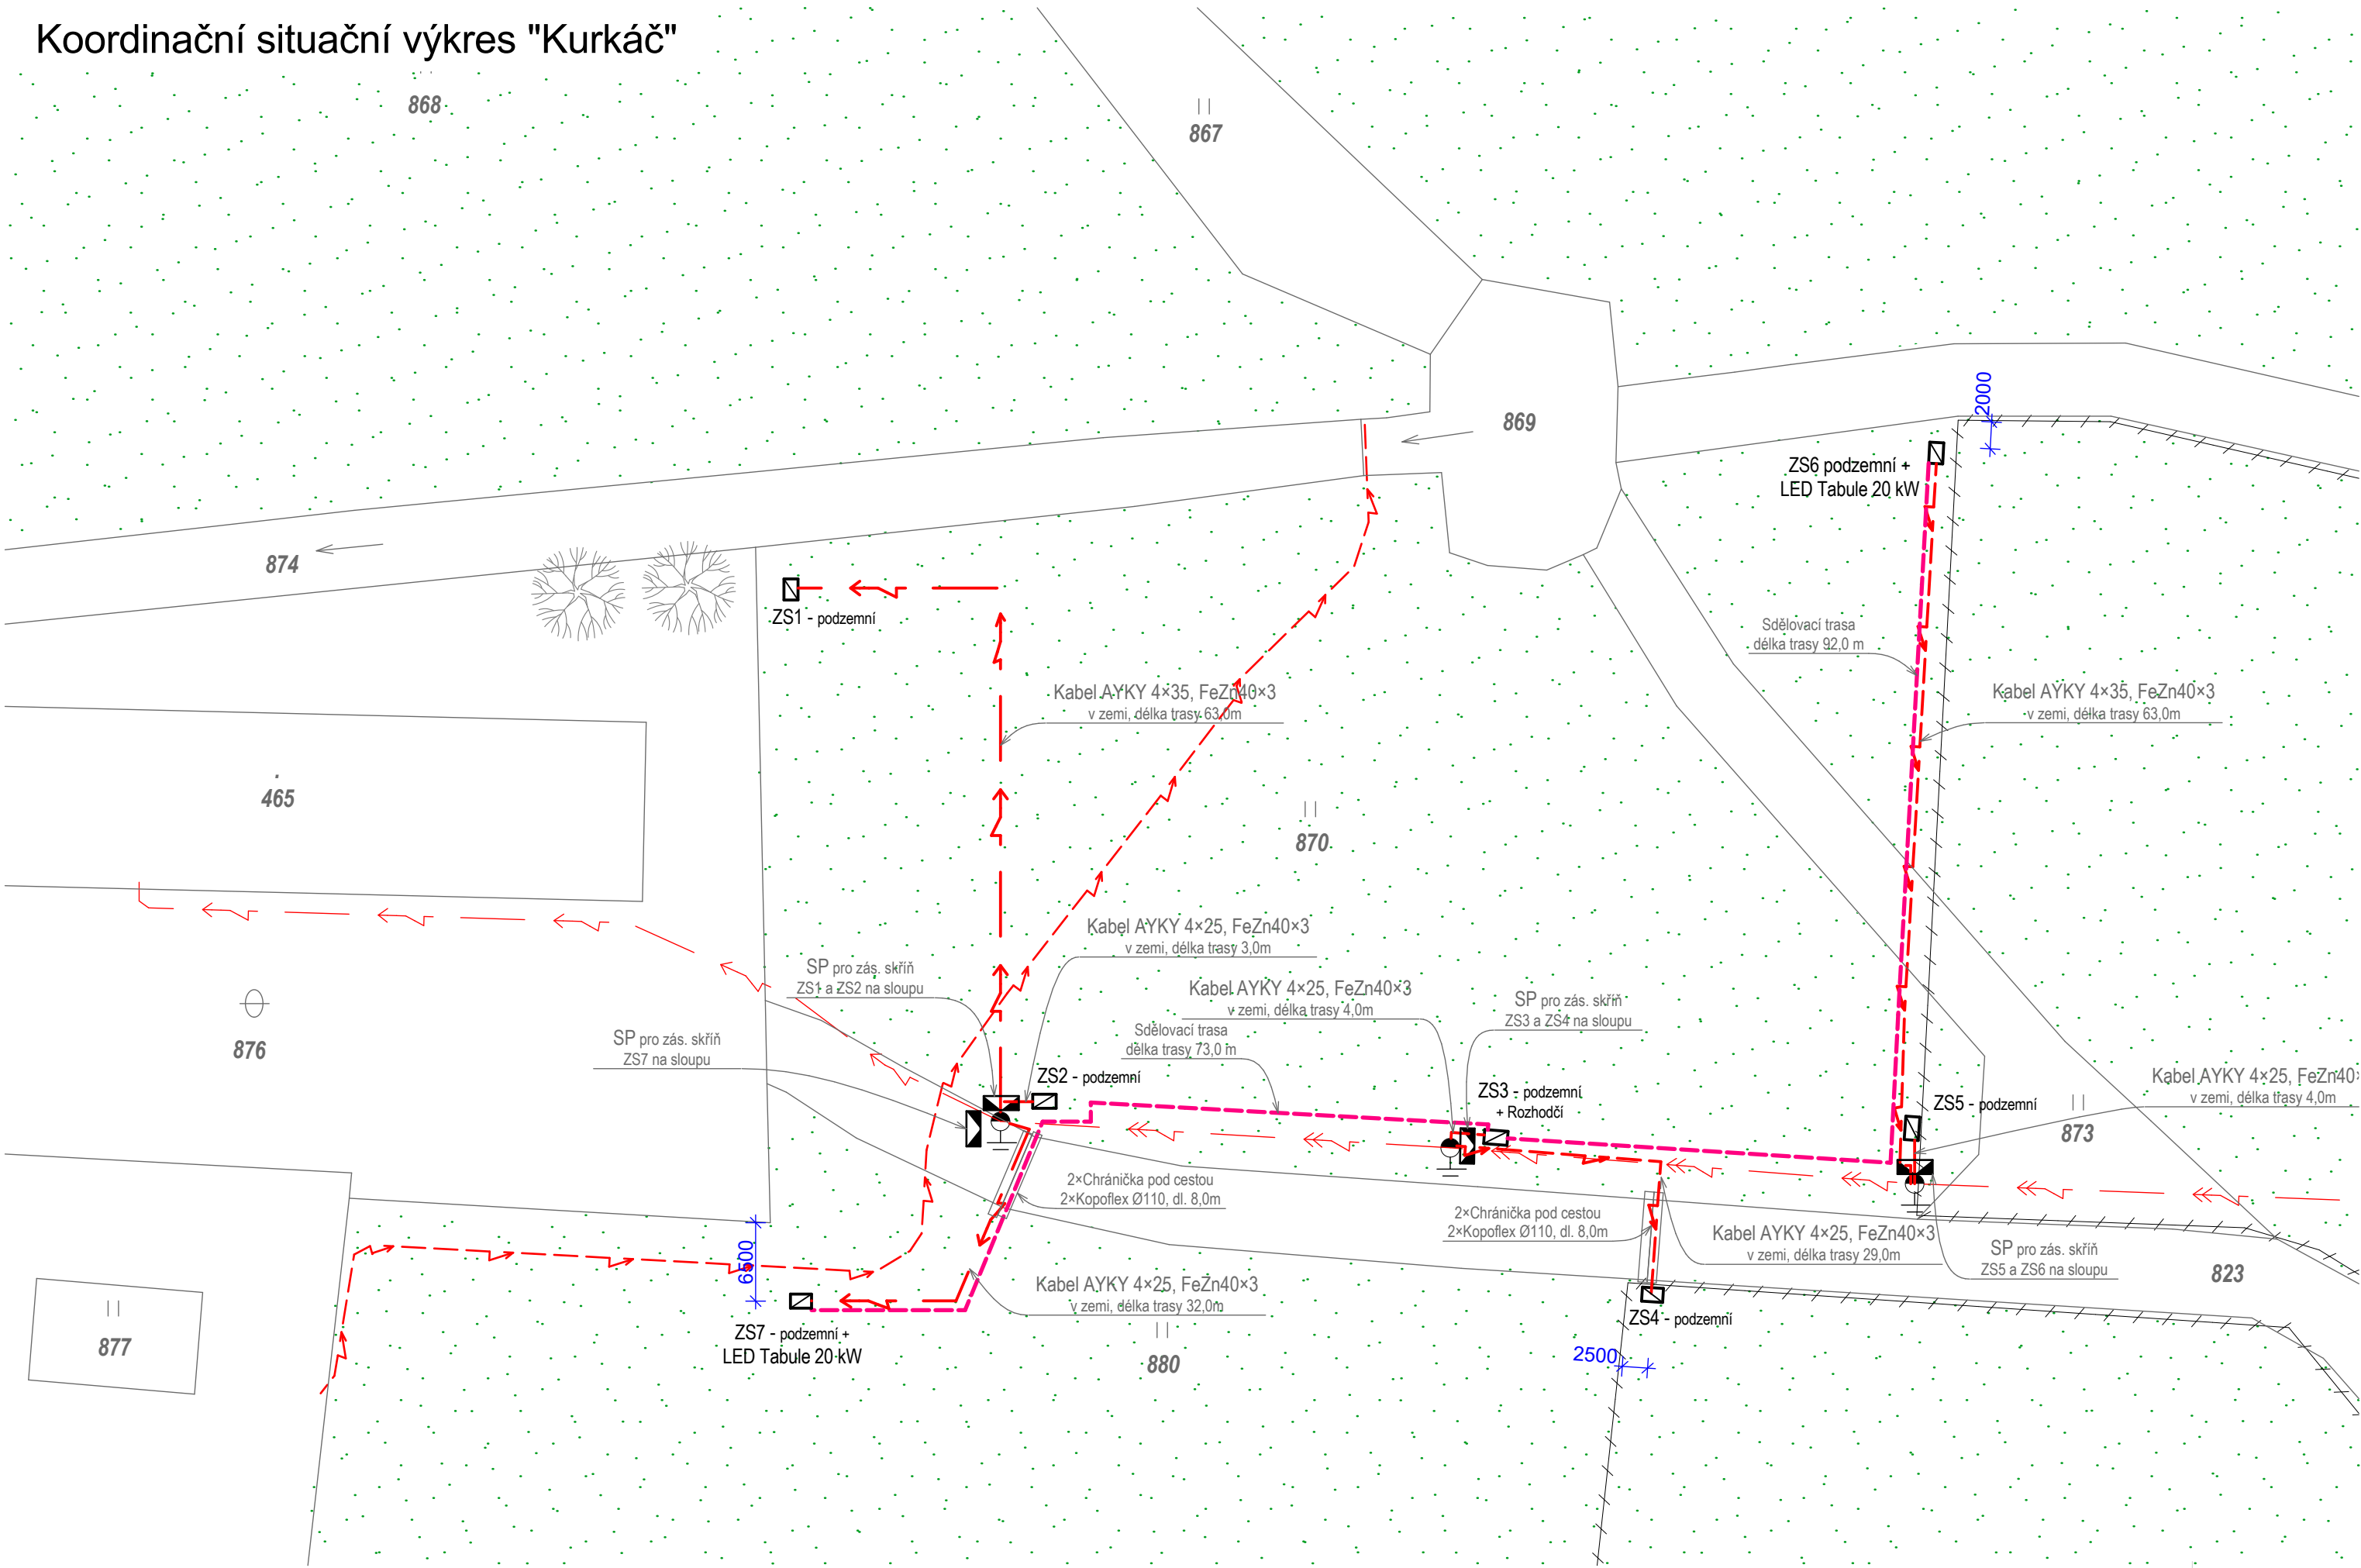 Koordinační situační výkres "Kurkáč"
868
867
869
2000
ZS6 podzemní +
LED Tabule 20 kW
874
ZS1 - podzemní
Sdělovací trasa
délka trasy 92,0 m
Kabel AYKY 4×35, FeZn40×3
v zemi, délka trasy 63,0m
Kabel AYKY 4×35, FeZn40×3
v zemi, délka trasy 63,0m
465
870
Kabel AYKY 4×25, FeZn40×3
v zemi, délka trasy 3,0m
SP pro zás. skříň
ZS1 a ZS2 na sloupu
Kabel AYKY 4×25, FeZn40×3
v zemi, délka trasy 4,0m
SP pro zás. skříň
ZS3 a ZS4 na sloupu
Sdělovací trasa
délka trasy 73,0 m
876
SP pro zás. skříň
ZS7 na sloupu
ZS2 - podzemní
ZS3 - podzemní
+ Rozhodčí
Kabel AYKY 4×25, FeZn40×
v zemi, délka trasy 4,0m
ZS5 - podzemní
873
2×Chránička pod cestou
2×Kopoflex Ø110, dl. 8,0m
2×Chránička pod cestou
2×Kopoflex Ø110, dl. 8,0m
Kabel AYKY 4×25, FeZn40×3
v zemi, délka trasy 29,0m
SP pro zás. skříň
ZS5 a ZS6 na sloupu
823
6500
Kabel AYKY 4×25, FeZn40×3
v zemi, délka trasy 32,0m
877
ZS7 - podzemní +
LED Tabule 20 kW
880
ZS4 - podzemní
2500